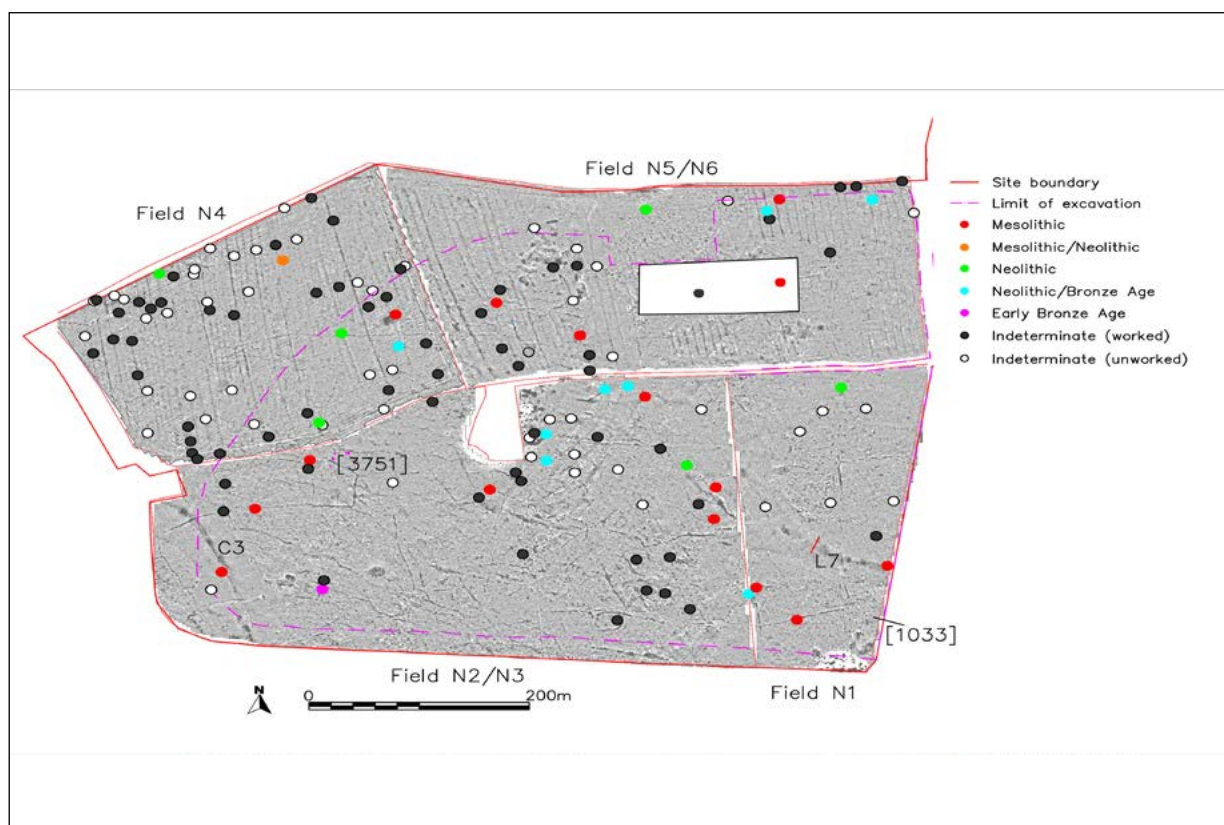 Field N5/N6
Field N4
Site boundary
Limit of excavation
Mesolithic
Mesolithic/Neolithic
Neolithic
Neolithic/Bronze Age
Early Bronze Age
Indeterminate (worked)
Indeterminate (unworked)
[3751]
C3
L7
[1033]
Field N2/N3
Field N1
N
0
200m